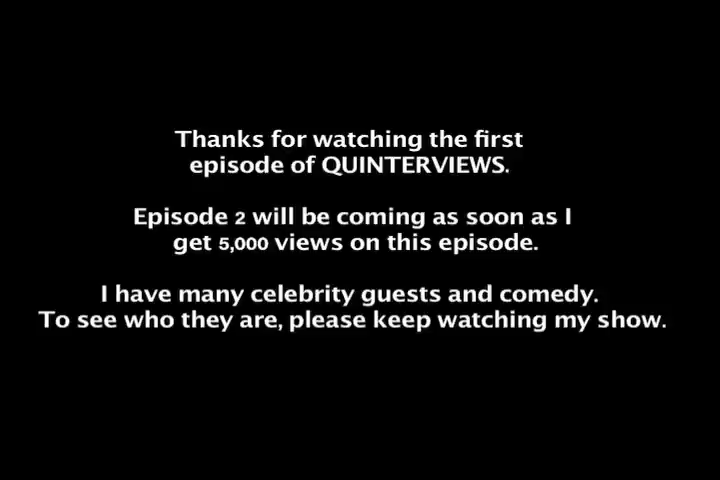 Thanks for watching the first
episode of QUINTERVIEWS.
Episode 2 will be coming as soon as I
get 5,000 views on this episode.
I have many celebrity guests and comedy.
To see who they are, please keep watching my show.